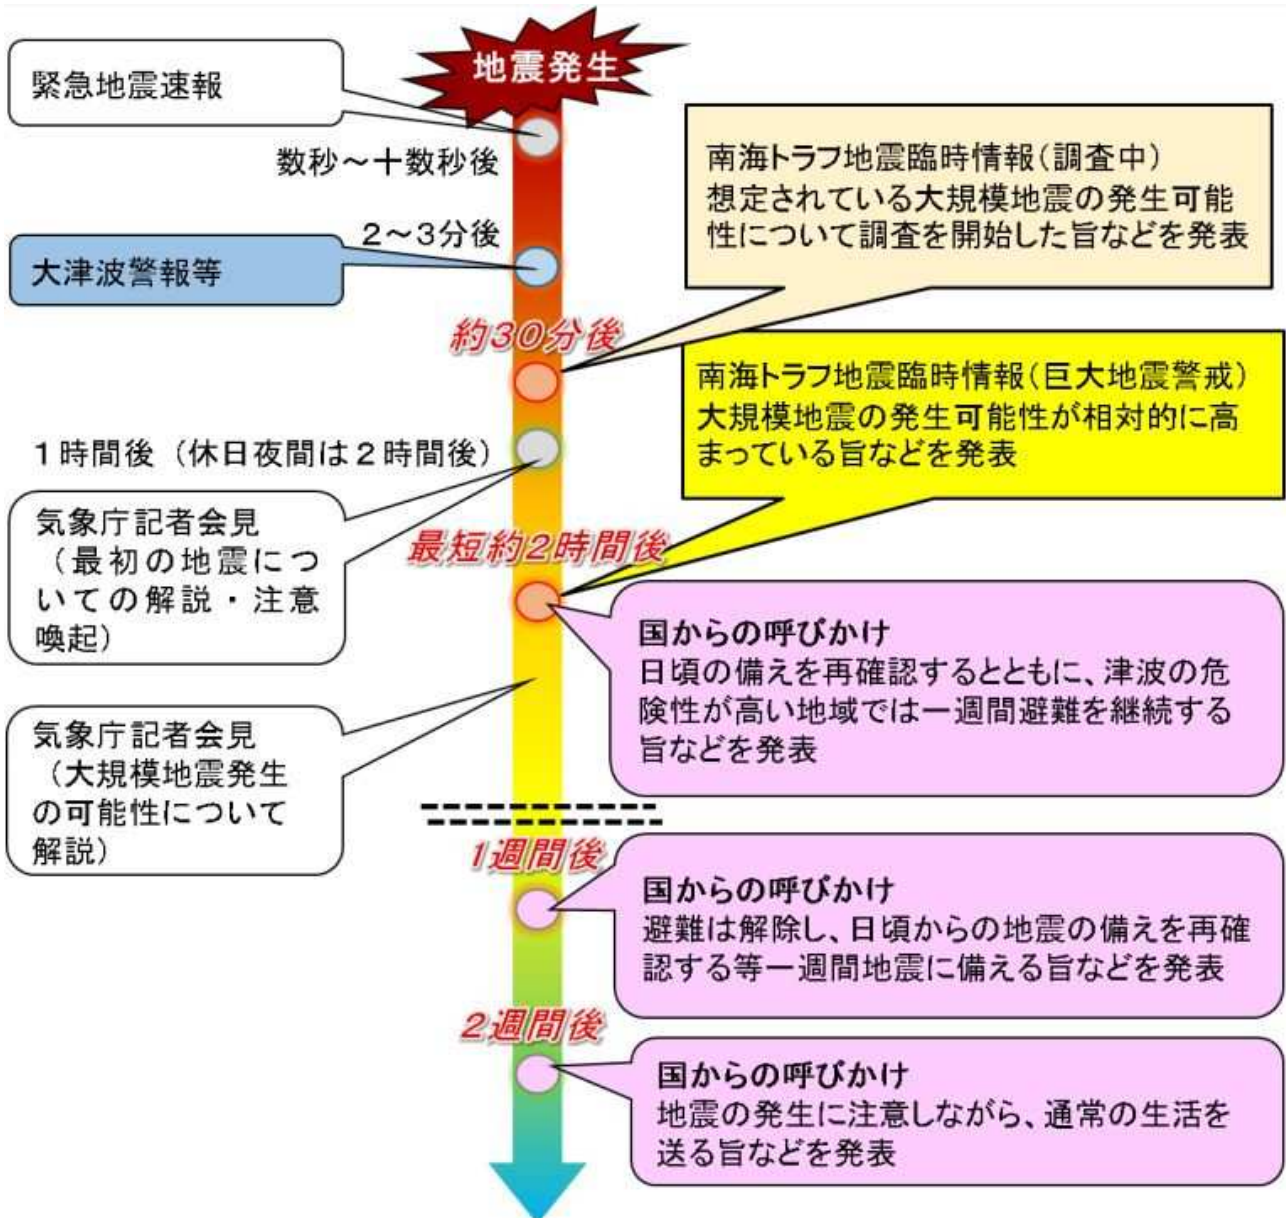 地震発生
緊急地震速報
数秒～十数秒後
2～3分後
大津波警報等
南海トラフ地震臨時情報(調査中)
想定されている大規模地震の発生可能
性について調査を開始した旨などを発表
約30分後
南海トラフ地震臨時情報(巨大地震警戒)
大規模地震の発生可能性が相対的に高
まっている旨などを発表
1時間後（休日夜間は2時間後）
気象庁記者会見
（最初の地震につ
いての解説・注意
喚起）
最短約2時間後
国からの呼びかけ
日頃の備えを再確認するとともに、津波の危
険性が高い地域では一週間避難を継続する
旨などを発表
気象庁記者会見
（大規模地震発生
の可能性について
解説）
1週間後
国からの呼びかけ
避難は解除し、日頃からの地震の備えを再確
認する等一週間地震に備える旨などを発表
2週間後
国からの呼びかけ
地震の発生に注意しながら、通常の生活を
送る旨などを発表